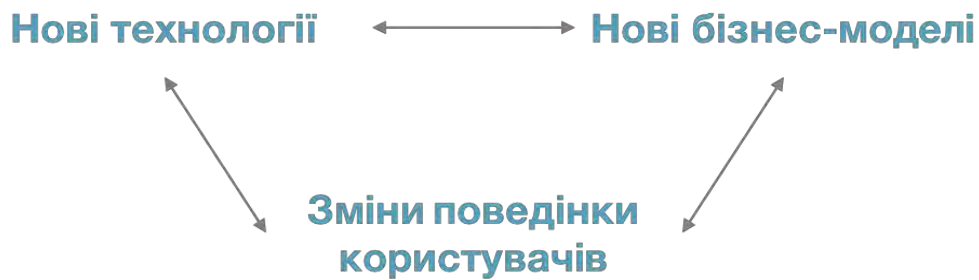 Нові технології
Нові бізнес-моделі
Зміни поведінки
користувачів